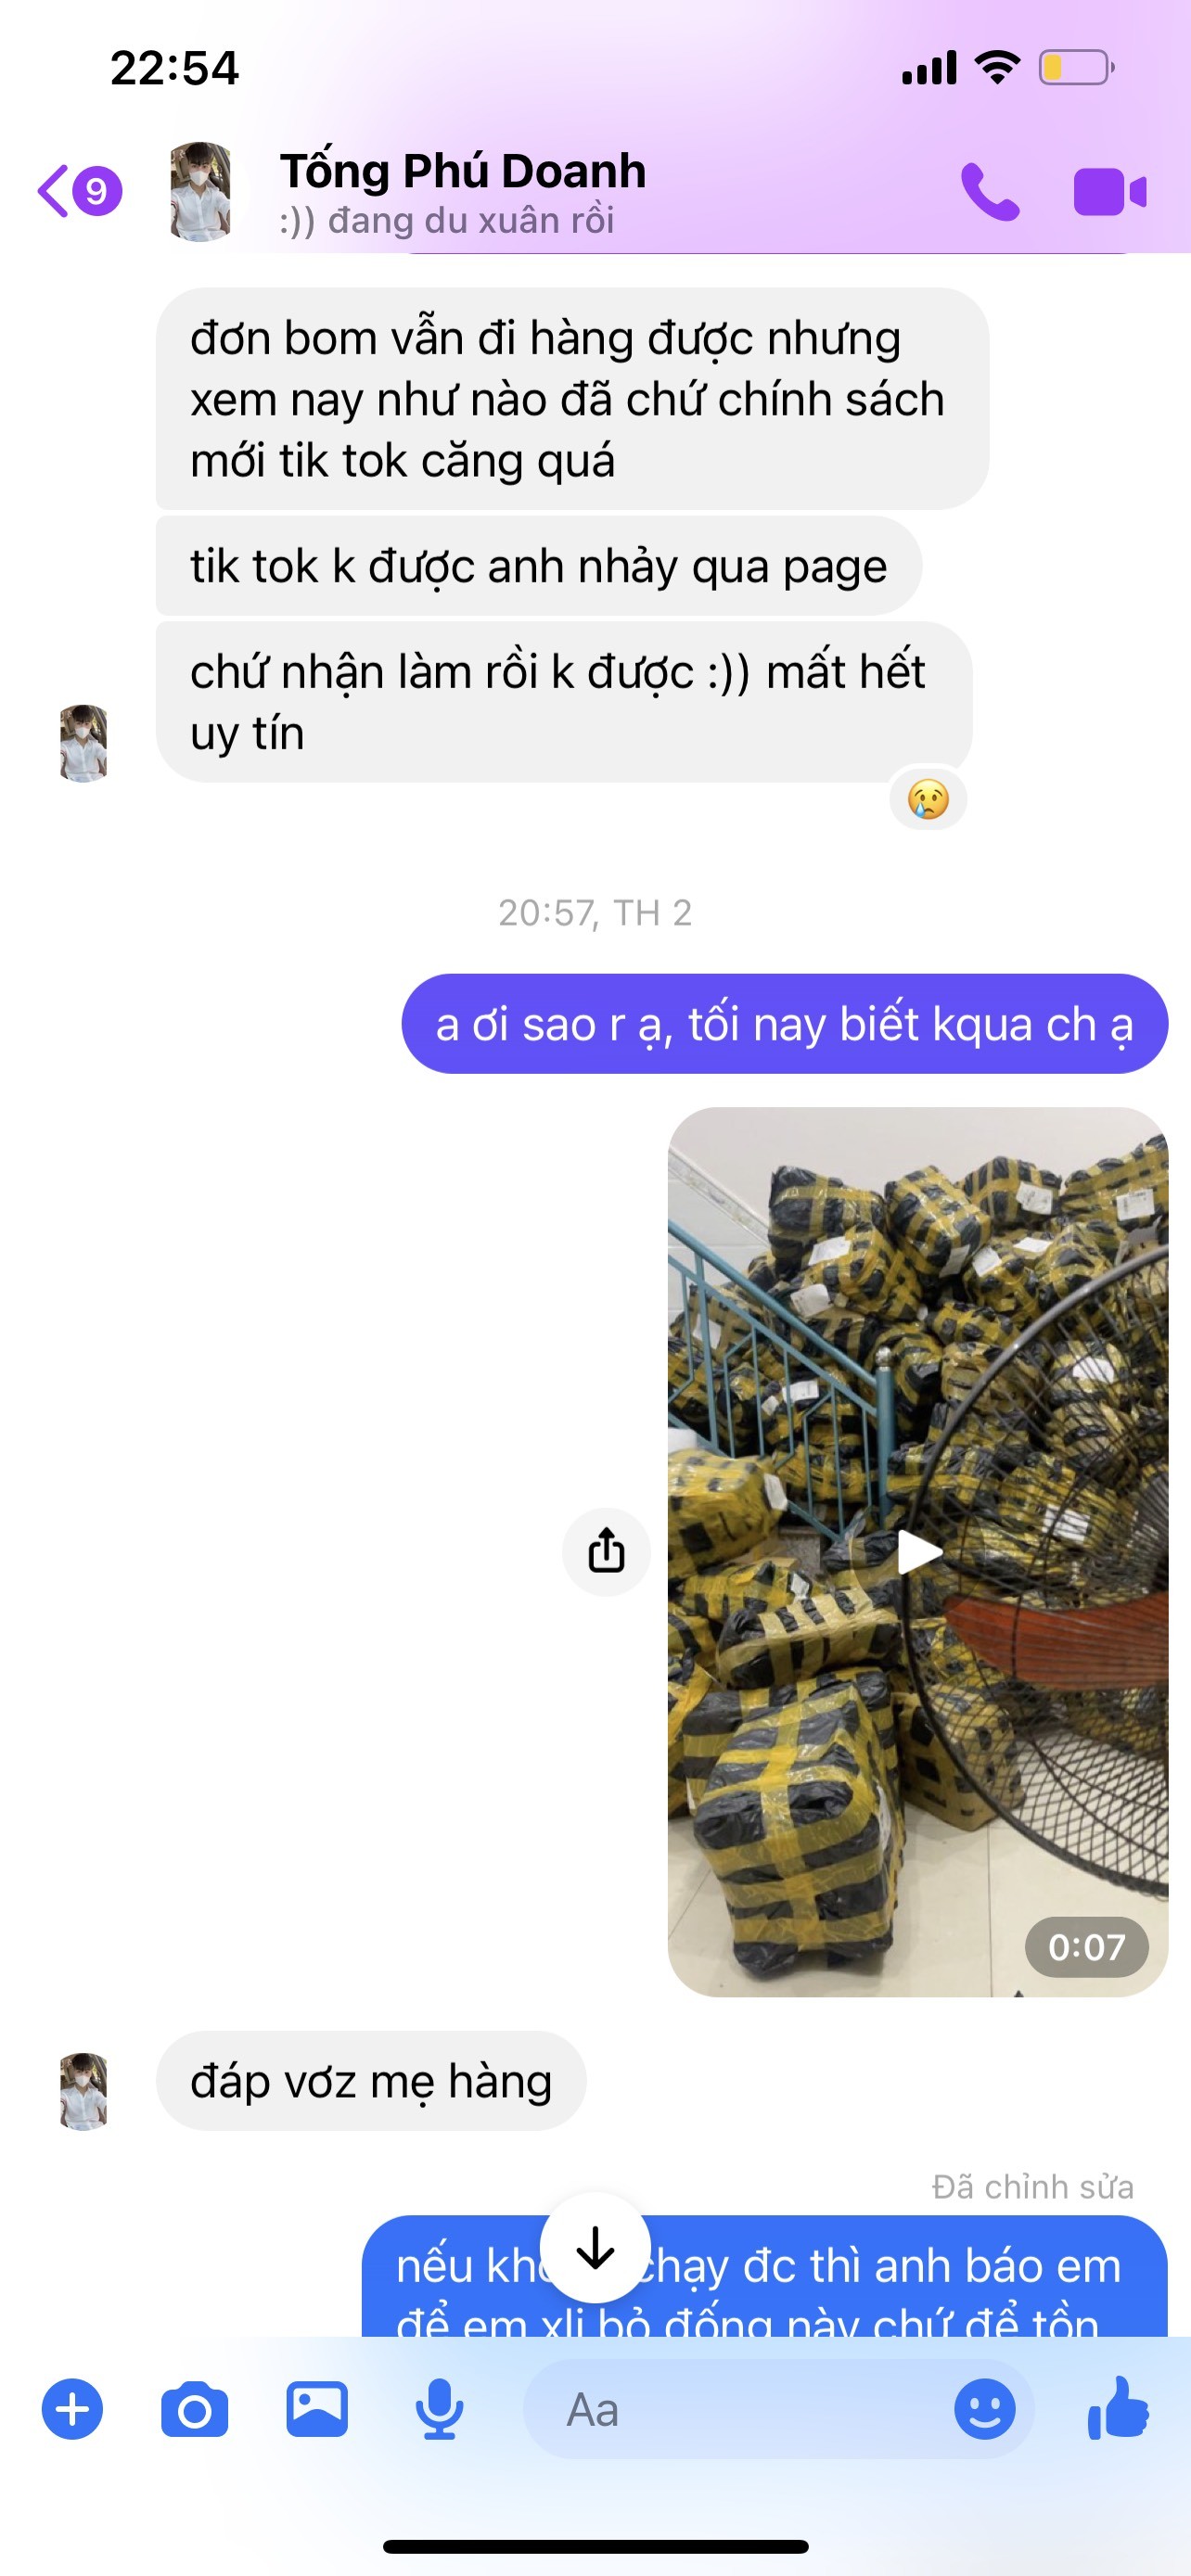 22:54
9
Tống Phú Doanh
:)) đang du xuân rồi
đơn bom vẫn đi hàng được nhưng
xem nay như nào đã chứ chính sách
mới tik tok căng quá
tik tok k được anh nhảy qua page
chứ nhận làm rồi k được :)) mất hết
uy tín
20:57, TH 2
a ơi sao r ạ, tối nay biết kqua ch ạ
0:07
đáp vơz mẹ hàng
Đã chỉnh sửa
nếu chạy đc thì anh báo em
để em xli bỏ đống này chứ để tồn
Aa